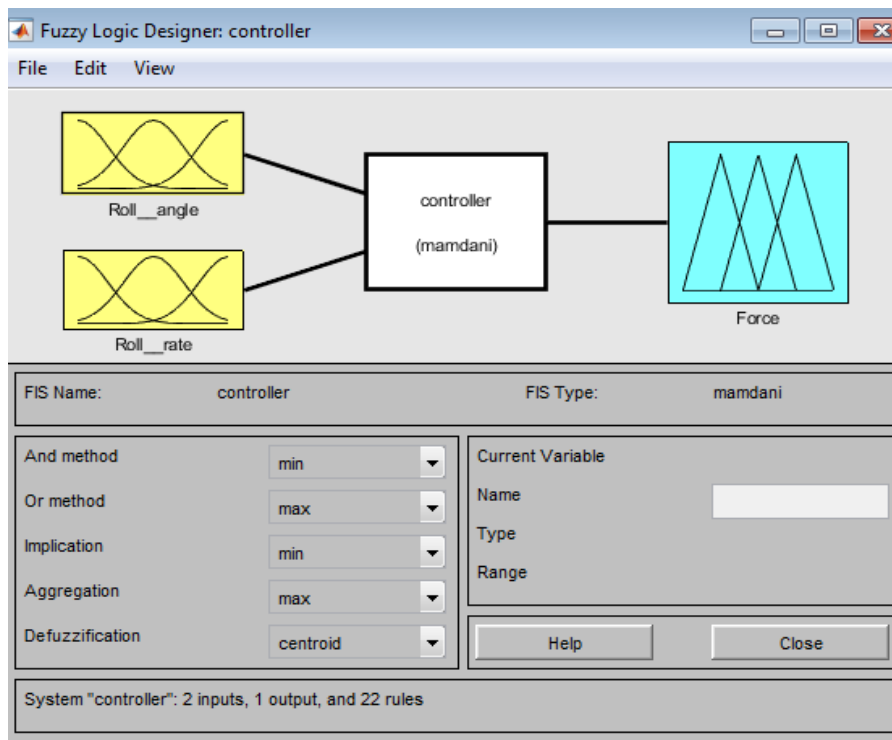 Fuzzy Logic Designer: controller
File Edit View
Roll__angle
Roll__rate
controller
(mamdani)
Force
FIS Name: controller FIS Type: mamdani
And method min
Or method max
Implication min
Aggregation max
Defuzzification centroid
Current Variable
Name
Type
Range
Help Close
System "controller": 2 inputs, 1 output, and 22 rules